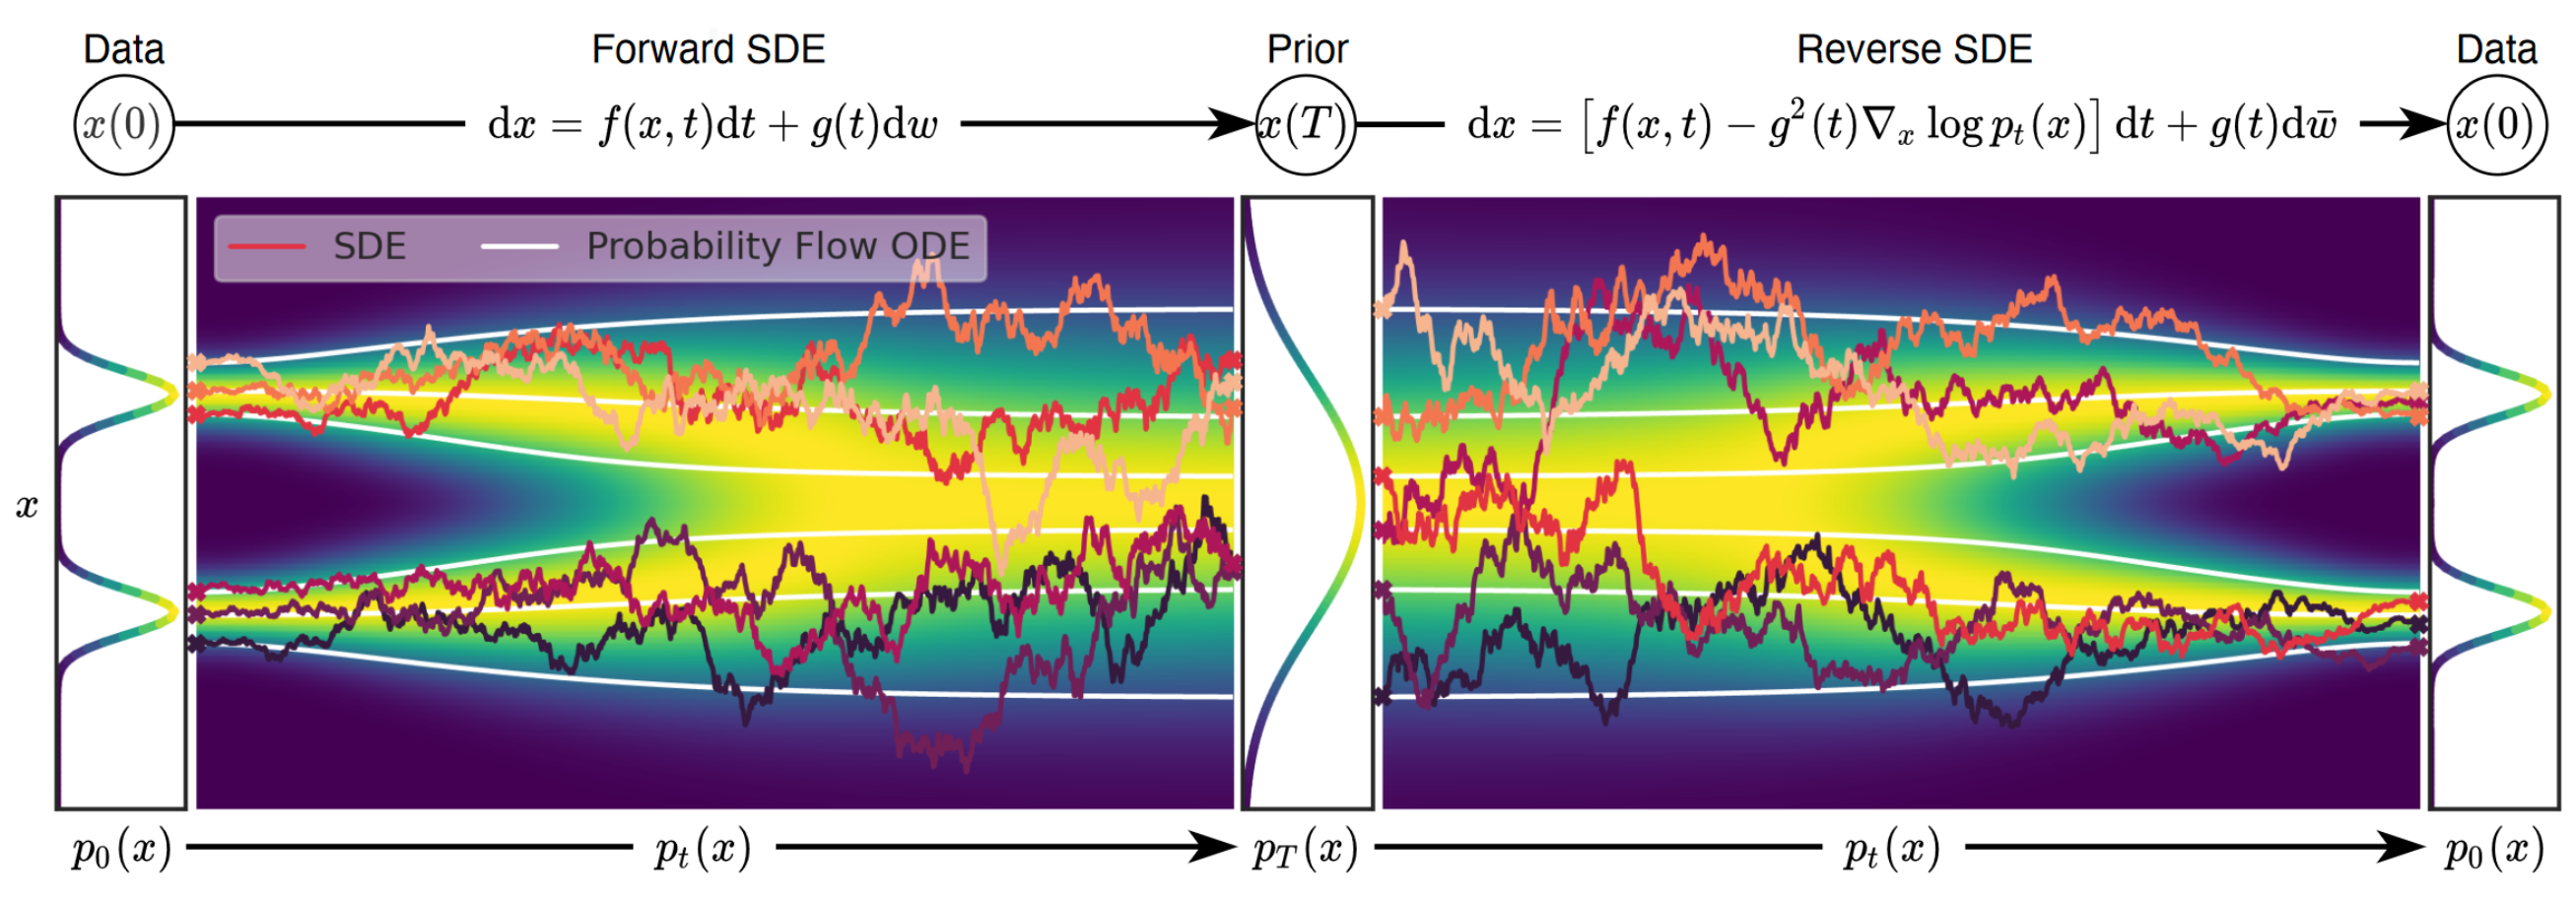 Data Forward SDE Prior Reverse SDE Data
x(0) dx = f(x, t)dt + g(t)dw x(T) dx = [f(x, t) − g²(t)∇ₓ log pₜ(x)] dt + g(t)dw̄ x(0)
SDE Probability Flow ODE
x
p₀(x) pₜ(x) p_T(x) pₜ(x) p₀(x)